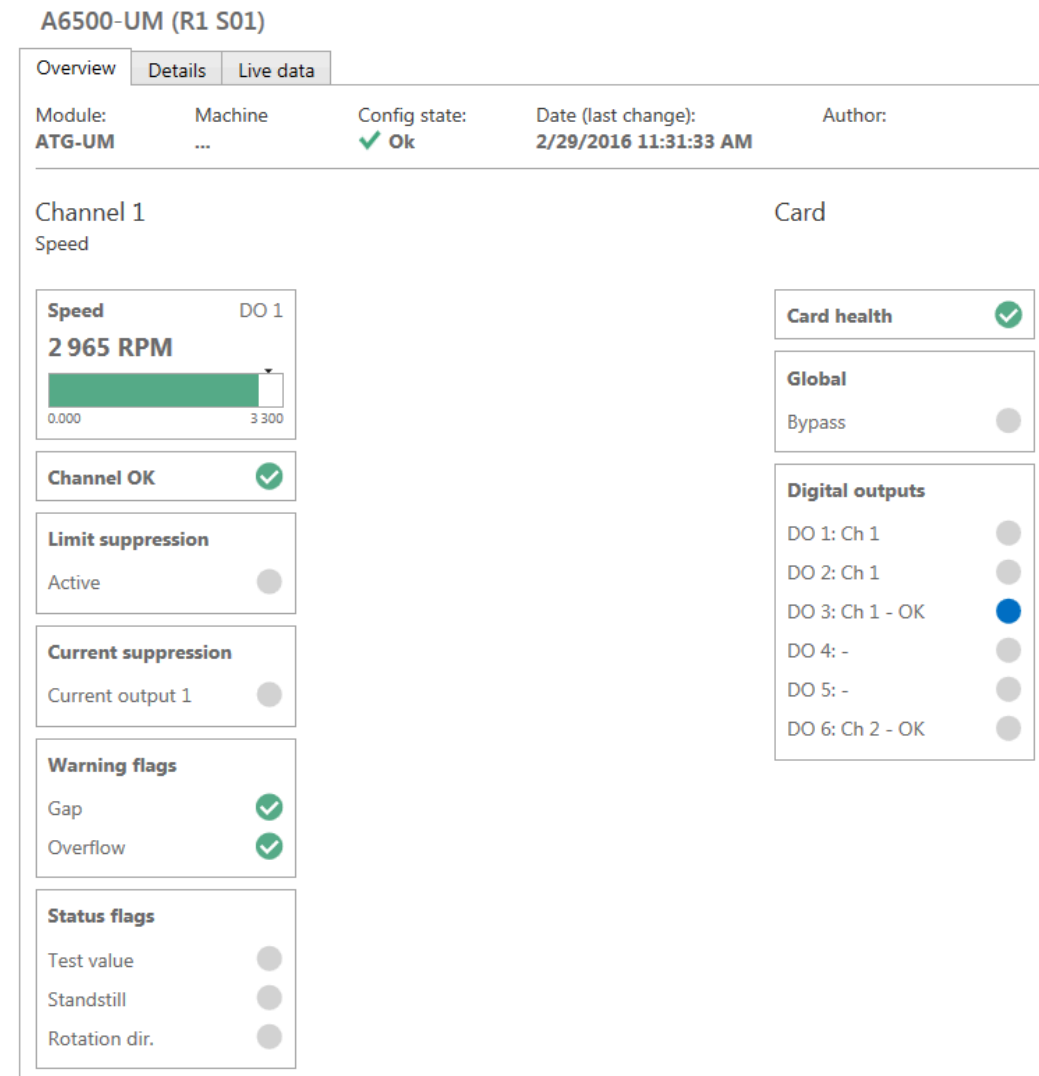 A6500-UM (R1 S01)
Overview Details Live data
Module: Machine Config state: Date (last change): Author:
ATG-UM ... Ok 2/29/2016 11:31:33 AM
Channel 1
Speed
Speed DO 1
2 965 RPM
0.000 3 300
Channel OK
Limit suppression
Active
Current suppression
Current output 1
Warning flags
Gap
Overflow
Status flags
Test value
Standstill
Rotation dir.
Card
Card health
Global
Bypass
Digital outputs
DO 1: Ch 1
DO 2: Ch 1
DO 3: Ch 1 - OK
DO 4: -
DO 5: -
DO 6: Ch 2 - OK